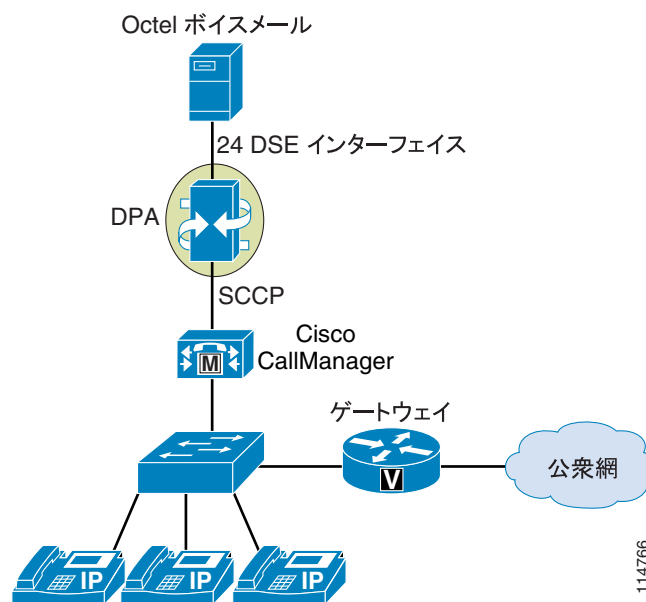 Octel ボイスメール
24 DSE インターフェイス
DPA
SCCP
Cisco
CallManager
M
ゲートウェイ
V
公衆網
IP
IP
IP
114766